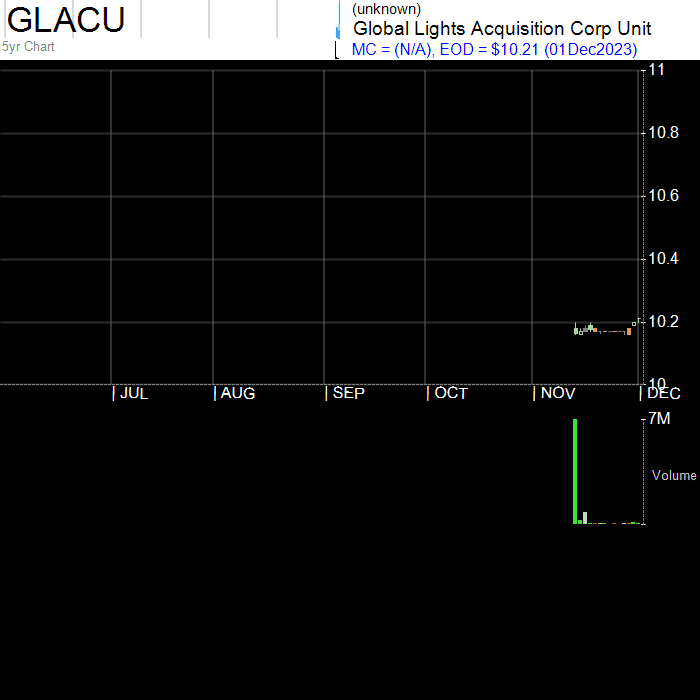 GLACU
5yr Chart
(unknown)
Global Lights Acquisition Corp Unit
MC = (N/A), EOD = $10.21 (01Dec2023)
11
10.8
10.6
10.4
10.2
10
| JUL | AUG | SEP | OCT | NOV | DEC
7M
Volume